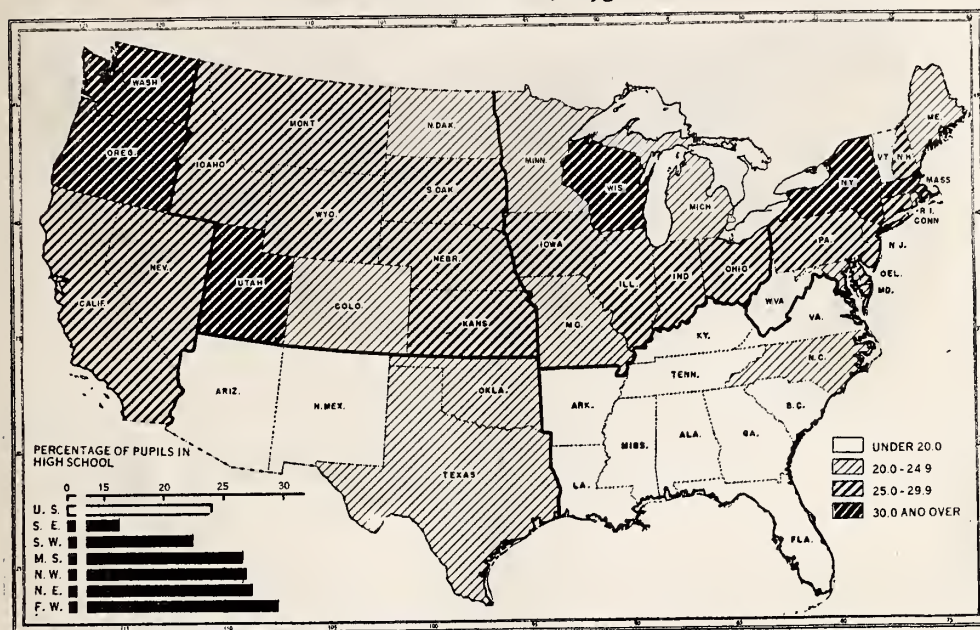 WASH.
MONT
N.DAK.
MINN.
ME.
OREG.
IDAHO
S.DAK.
WIS.
MICH
N.Y.
VT
N.H.
MASS
WYO.
R.I.
CONN
NEV.
NEBR.
IOWA
PA.
N.J.
UTAH
ILL.
IND.
OHIO
DEL.
CALIF.
COLO.
KANS.
MO.
W.VA
MD.
VA.
KY.
ARIZ.
N.MEX.
OKLA.
ARK.
TENN.
N.C.
S.C.
MISS.
ALA.
GA.
TEXAS
LA.
FLA.
PERCENTAGE OF PUPILS IN
HIGH SCHOOL
0 15 20 25 30
U. S.
S. E.
S. W.
M. S.
N. W.
N. E.
F. W.
UNDER 20.0
20.0-24.9
25.0-29.9
30.0 AND OVER